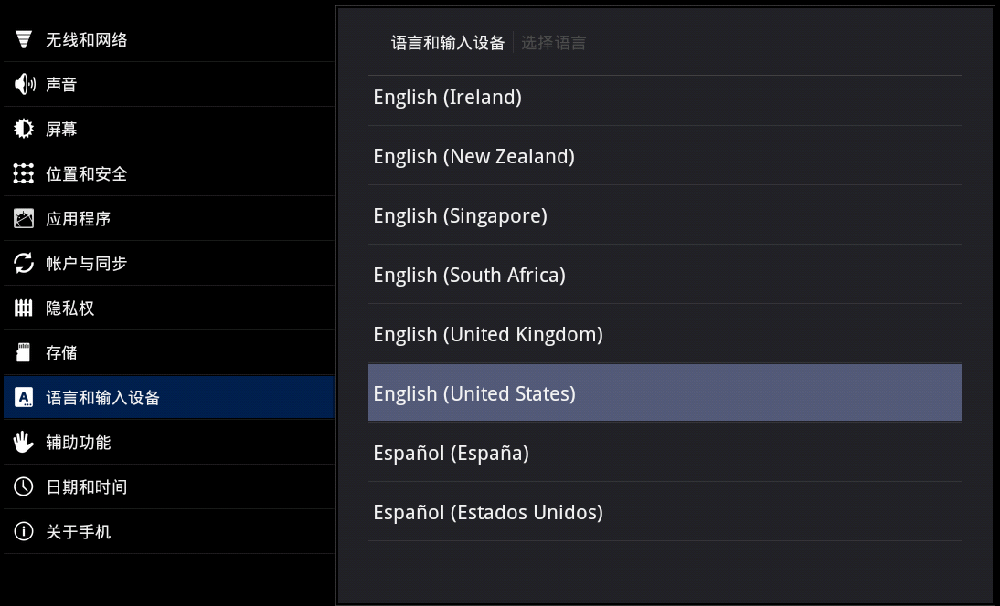 无线和网络
声音
屏幕
位置和安全
应用程序
帐户与同步
隐私权
存储
语言和输入设备
辅助功能
日期和时间
关于手机
语言和输入设备 选择语言
English (Ireland)
English (New Zealand)
English (Singapore)
English (South Africa)
English (United Kingdom)
English (United States)
Español (España)
Español (Estados Unidos)